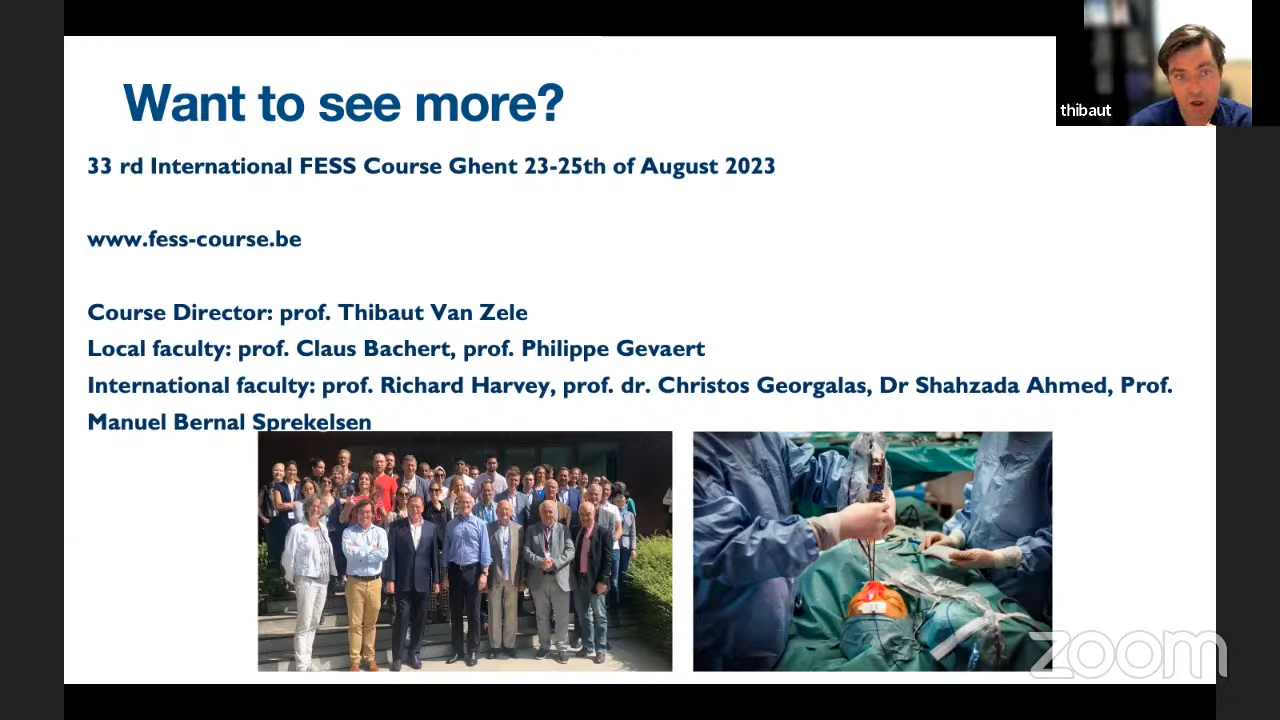 Want to see more?
thibaut
33 rd International FESS Course Ghent 23-25th of August 2023
www.fess-course.be
Course Director: prof. Thibaut Van Zele
Local faculty: prof. Claus Bachert, prof. Philippe Gevaert
International faculty: prof. Richard Harvey, prof. dr. Christos Georgalas, Dr Shahzada Ahmed, Prof.
Manuel Bernal Sprekelsen
zoom